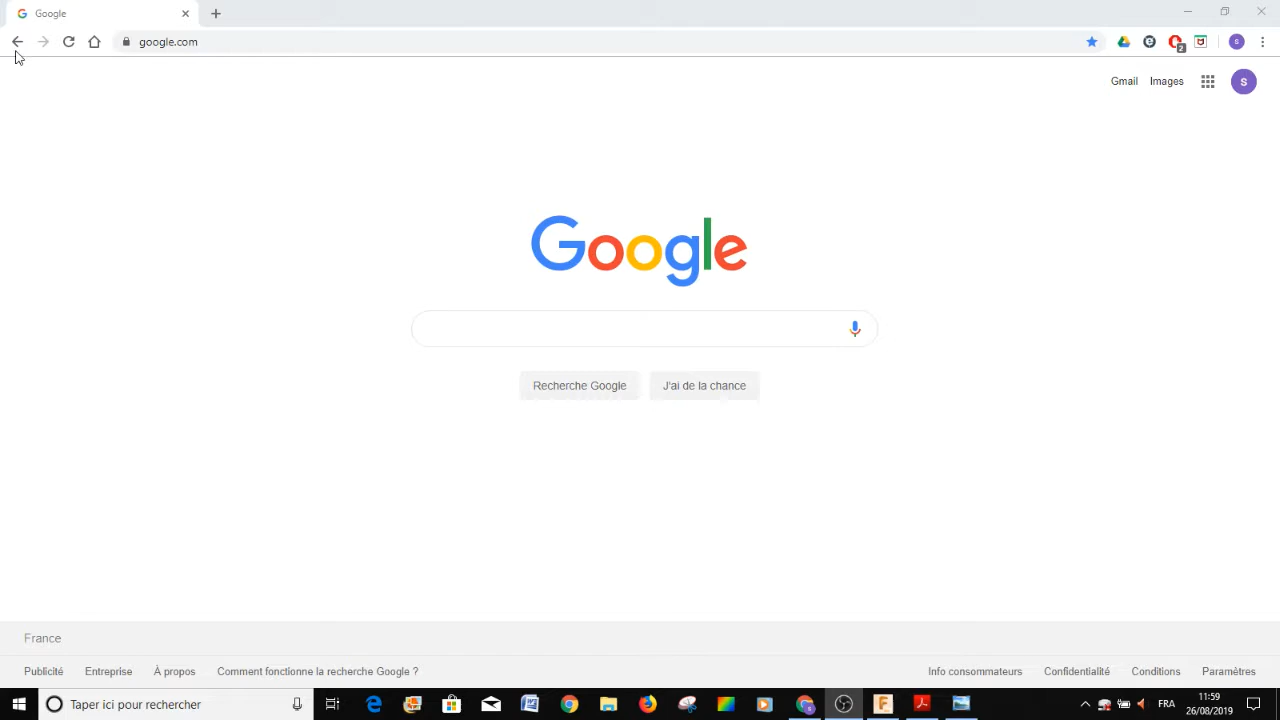 Google
google.com
2
s
Gmail
Images
s
Google
Recherche Google
J'ai de la chance
France
Publicité
Entreprise
À propos
Comment fonctionne la recherche Google ?
Info consommateurs
Confidentialité
Conditions
Paramètres
Taper ici pour rechercher
FRA
11:59
26/08/2019